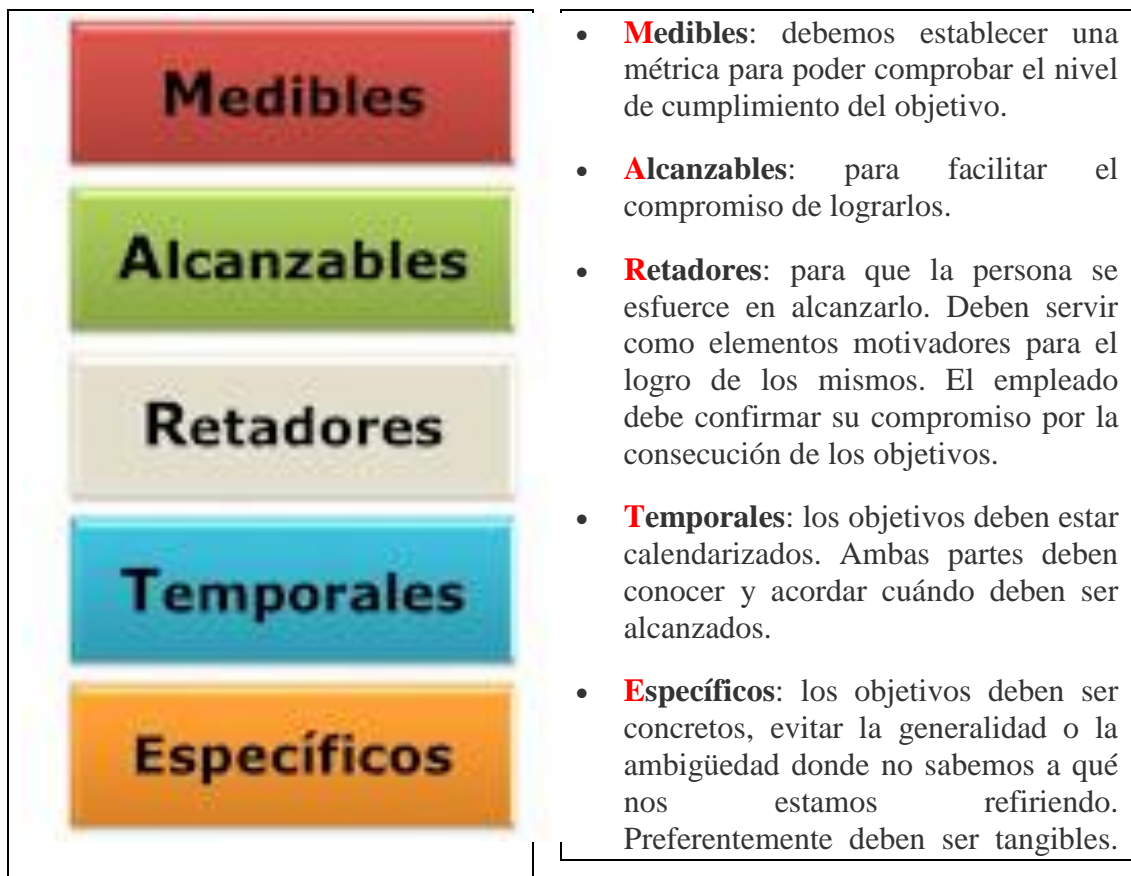 Medibles
Alcanzables
Retadores
Temporales
Específicos
• Medibles: debemos establecer una
métrica para poder comprobar el nivel
de cumplimiento del objetivo.
• Alcanzables: para facilitar el
compromiso de lograrlos.
• Retadores: para que la persona se
esfuerce en alcanzarlo. Deben servir
como elementos motivadores para el
logro de los mismos. El empleado
debe confirmar su compromiso por la
consecución de los objetivos.
• Temporales: los objetivos deben estar
calendarizados. Ambas partes deben
conocer y acordar cuándo deben ser
alcanzados.
• Específicos: los objetivos deben ser
concretos, evitar la generalidad o la
ambigüedad donde no sabemos a qué
nos estamos refiriendo.
Preferentemente deben ser tangibles.